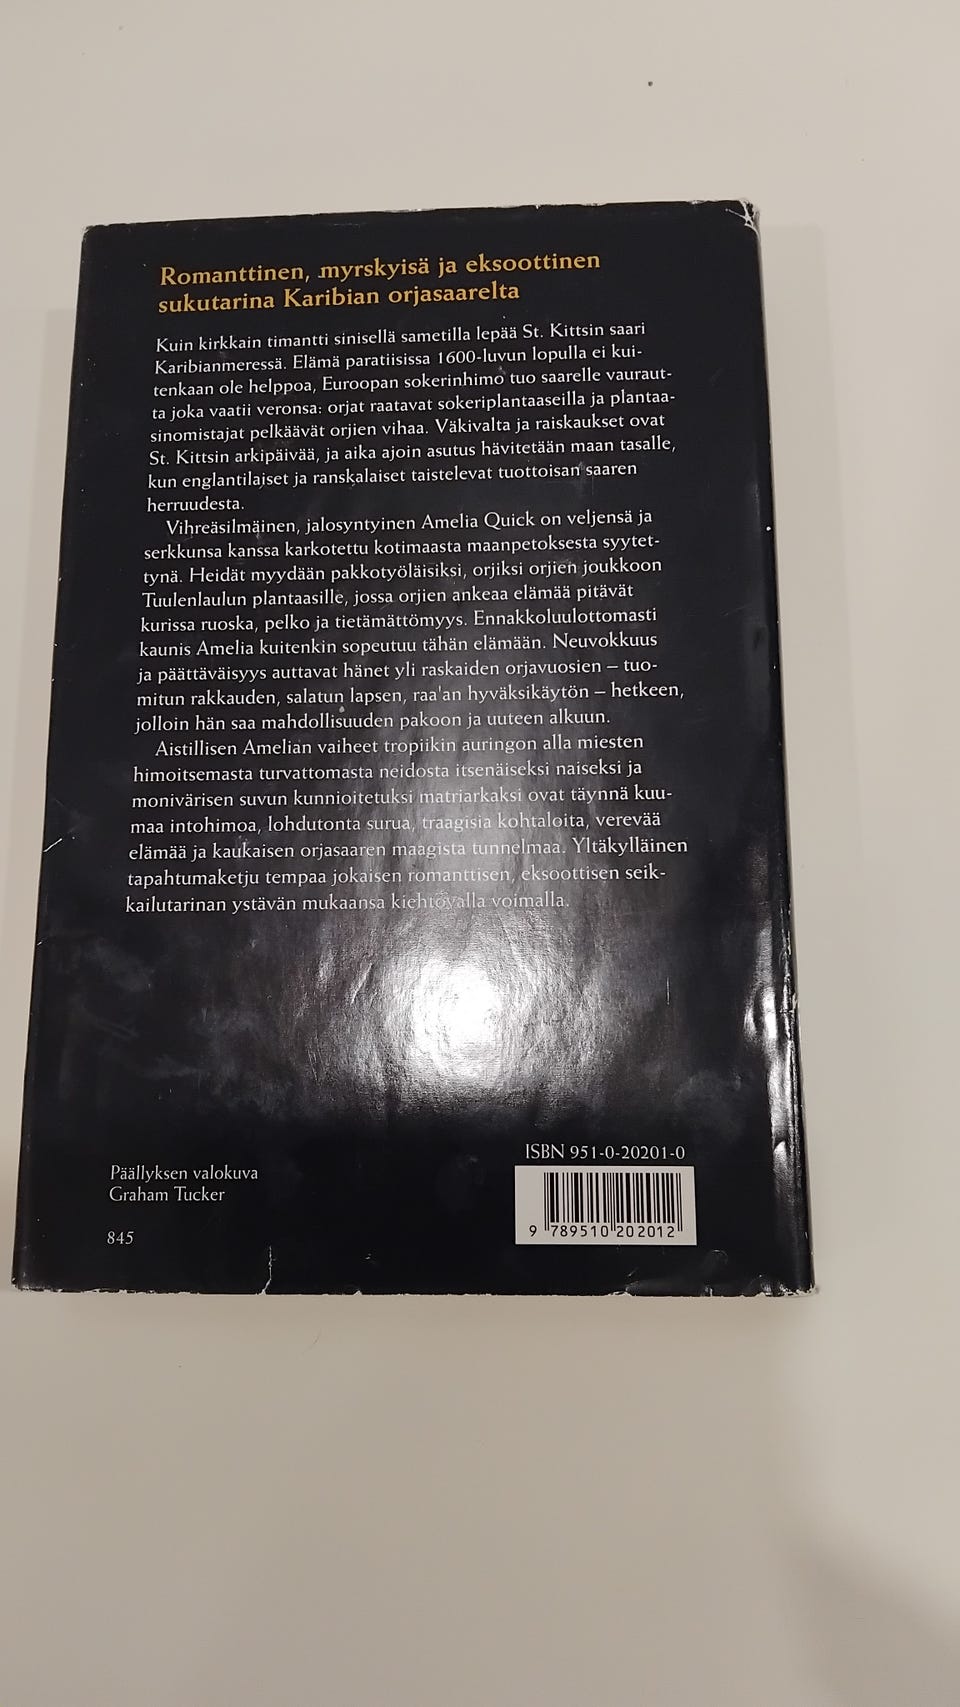 Romanttinen, myrskyisä ja eksoottinen
sukutarina Karibian orjasaarelta
Kuin kirkkain timantti sinisellä sametilla lepää St. Kittsin saari
Karibianmeressä. Elämä paratiisissa 1600-luvun lopulla ei kui-
tenkaan ole helppoa, Euroopan sokerinhimo tuo saarelle vauraut-
ta joka vaatii veronsa: orjat raatavat sokeriplantaaseilla ja plantaa-
sinomistajat pelkäävät orjien vihaa. Väkivalta ja raiskaukset ovat
St. Kittsin arkipäivää, ja aika ajoin asutus hävitetään maan tasalle,
kun englantilaiset ja ranskalaiset taistelevat tuottoisan saaren
herruudesta.
Vihreäsilmäinen, jalosyntyinen Amelia Quick on veljensä ja
serkkunsa kanssa karkotettu kotimaasta maanpetoksesta syytet-
tynä. Heidät myydään pakkotyöläisiksi, orjiksi orjien joukkoon
Tuulenlaulun plantaasille, jossa orjien ankeaa elämää pitävät
kurissa ruoska, pelko ja tietämättömyys. Ennakkoluulottomasti
kaunis Amelia kuitenkin sopeutuu tähän elämään. Neuvokkuus
ja päättäväisyys auttavat hänet yli raskaiden orjavuosien – tuo-
mitun rakkauden, salatun lapsen, raa'an hyväksikäytön – hetkeen,
jolloin hän saa mahdollisuuden pakoon ja uuteen alkuun.
Aistillisen Amelian vaiheet tropiikin auringon alla miesten
himoitsemasta turvattomasta neidosta itsenäiseksi naiseksi ja
monivärisen suvun kunnioitetuksi matriarkaksi ovat täynnä kuu-
maa intohimoa, lohdutonta surua, traagisia kohtaloita, verevää
elämää ja kaukaisen orjasaaren maagista tunnelmaa. Yltäkylläinen
tapahtumaketju tempaa jokaisen romanttisen, eksoottisen seik-
kailutarinan ystävän mukaansa kiehtovalla voimalla.
ISBN 951-0-20201-0
Päällyksen valokuva
Graham Tucker
845
9 789510 202012